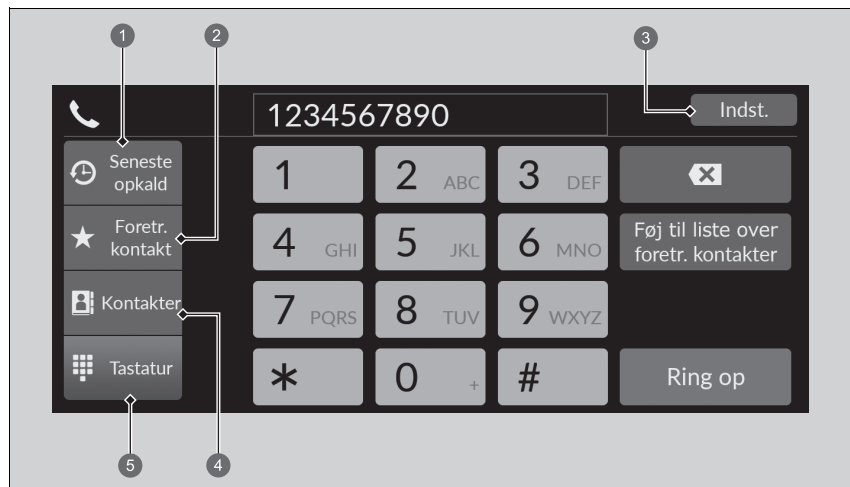 1
2
3
1234567890
Indst.
Seneste
opkald
1
2 ABC
3 DEF
Foretr.
kontakt
4 GHI
5 JKL
6 MNO
Føj til liste over
foretr. kontakter
Kontakter
7 PQRS
8 TUV
9 WXYZ
Tastatur
*
0 +
#
Ring op
5
4